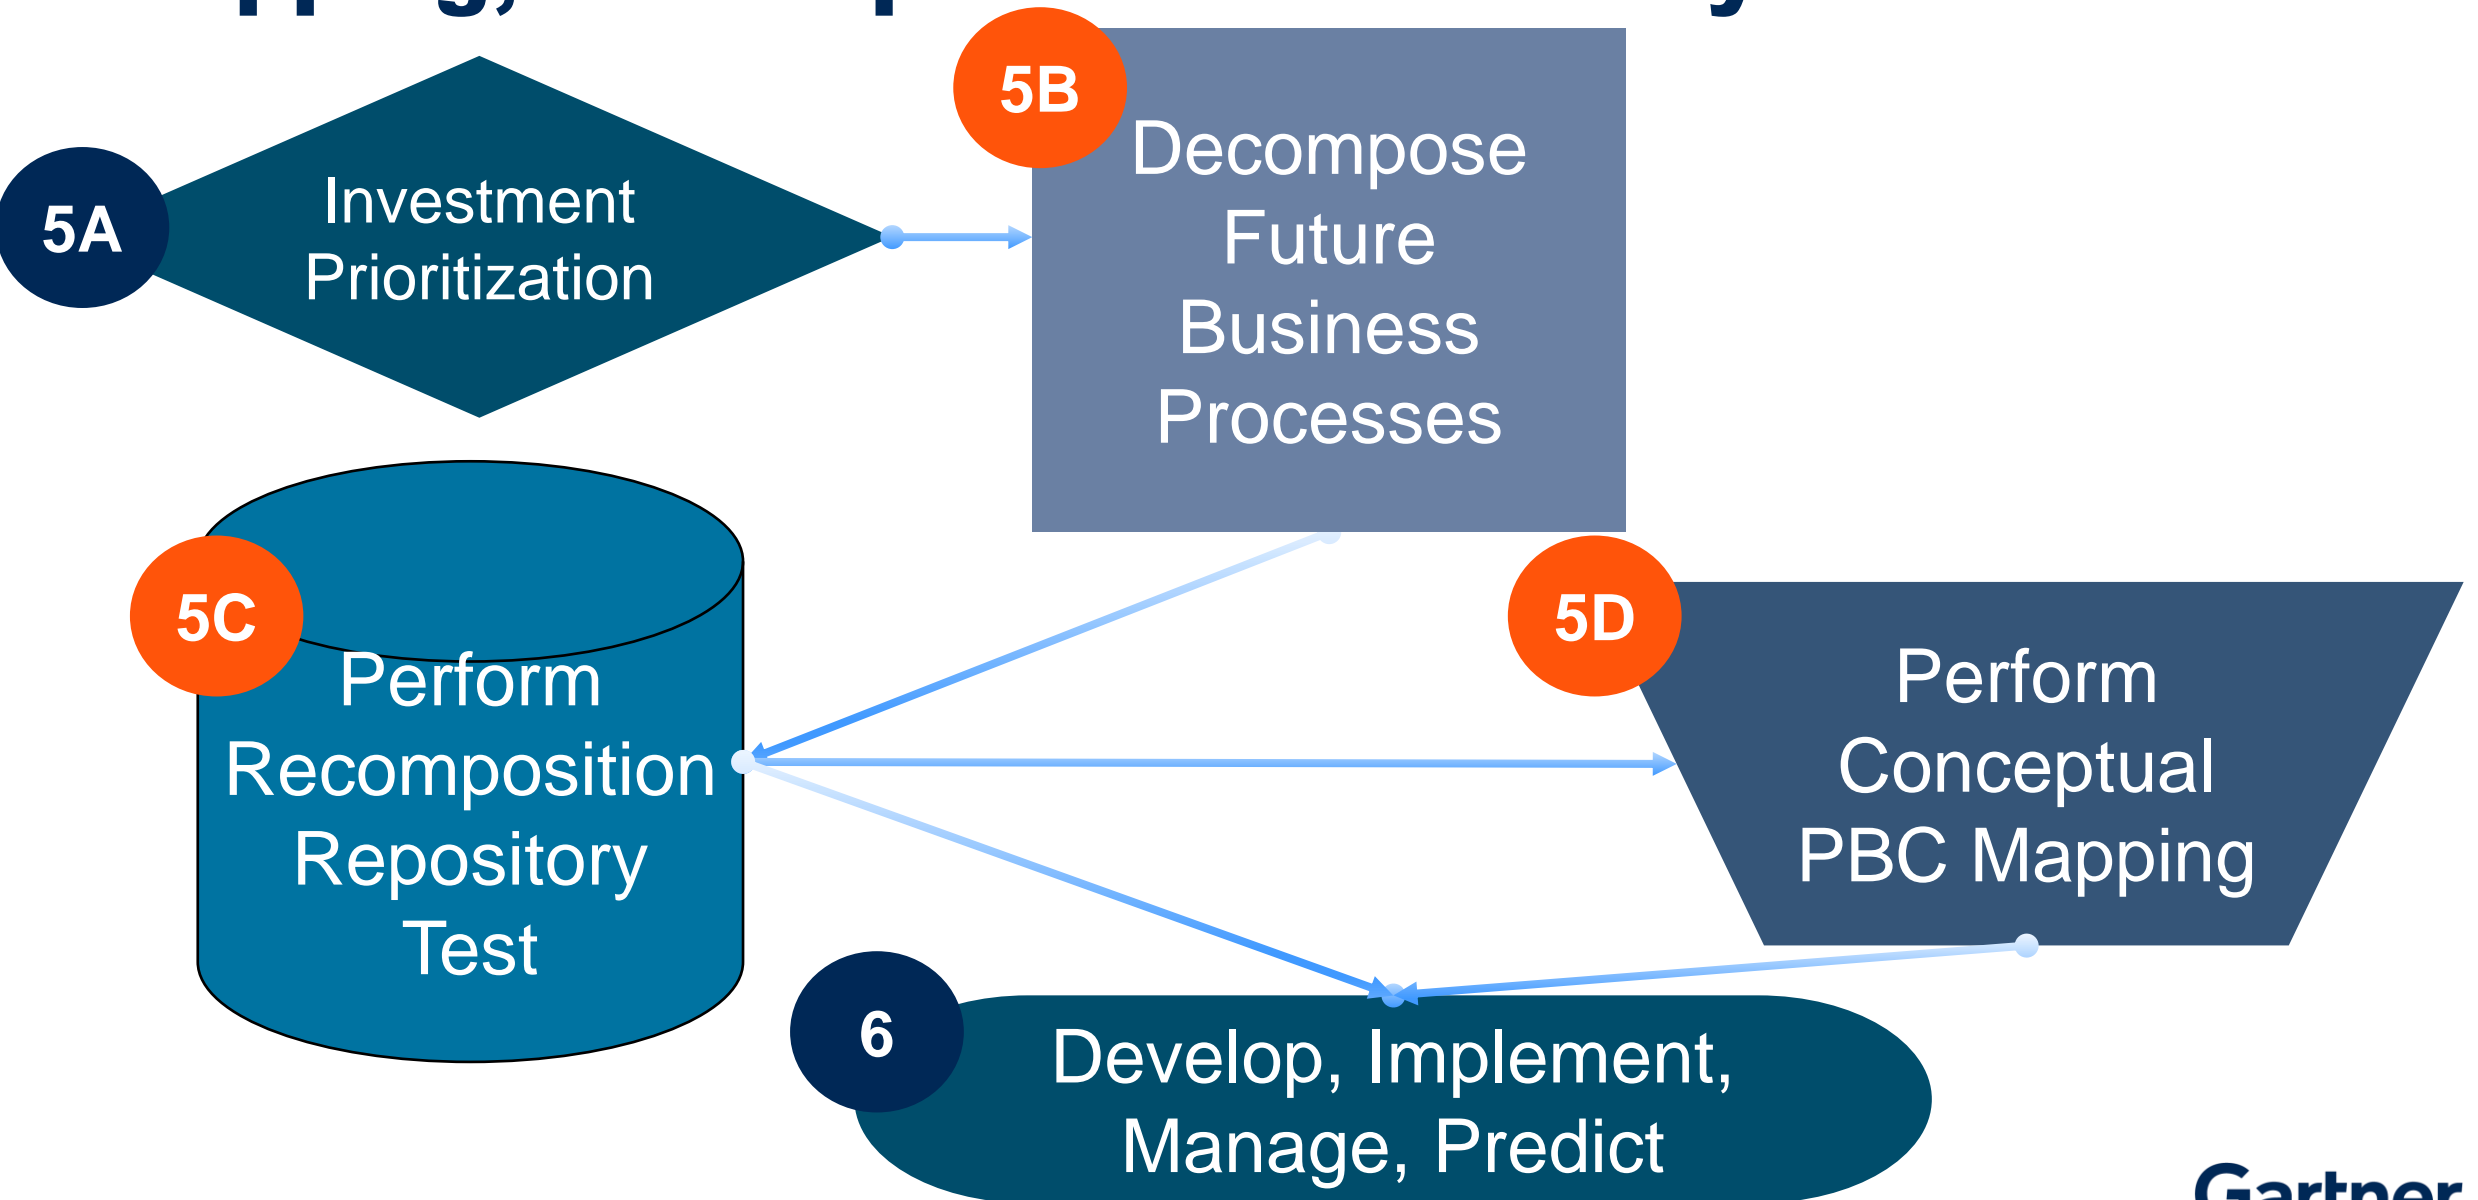 5A
Investment
Prioritization
5B
Decompose
Future
Business
Processes
5C
Perform
Recomposition
Repository
Test
5D
Perform
Conceptual
PBC Mapping
6
Develop, Implement,
Manage, Predict
Gartner